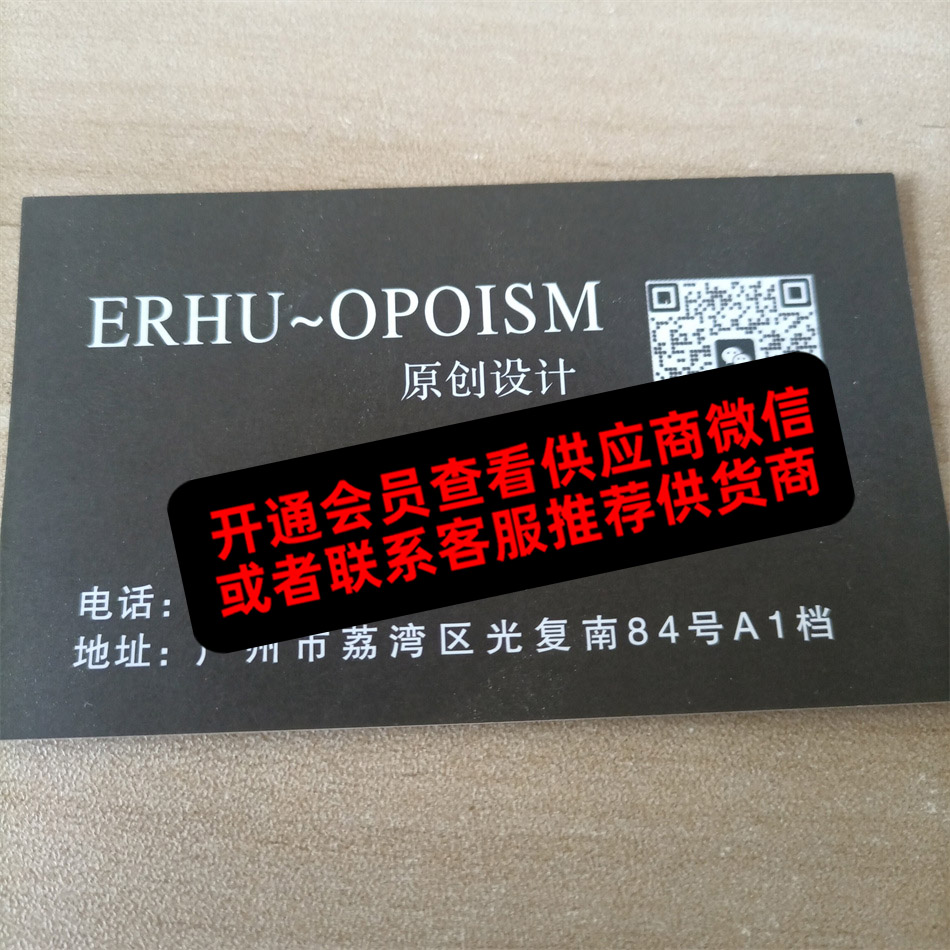 ERHU~OPOISM
原创设计
开通会员查看供应商微信
或者联系客服推荐供货商
电话：
地址：广州市荔湾区光复南84号A1档